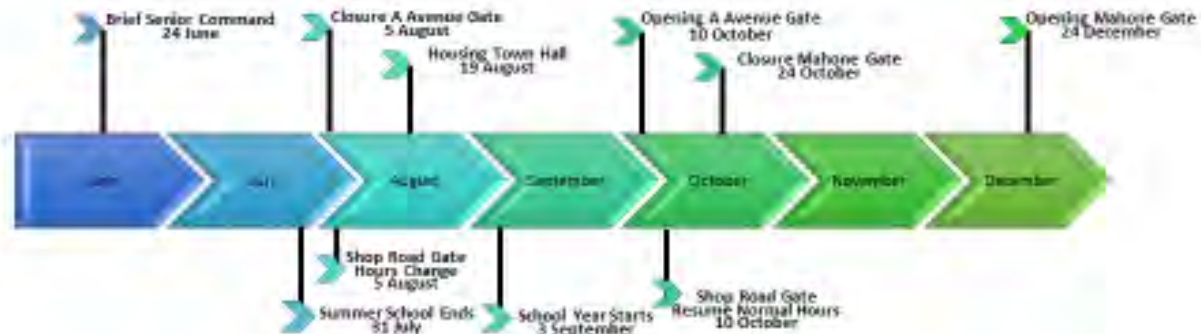 Brief Senior Command
24 June
Closure A Avenue Gate
5 August
Housing Town Hall
19 August
Opening A Avenue Gate
10 October
Closure Mahone Gate
24 October
Opening Mahone Gate
24 December
June
July
August
September
October
November
December
Shop Road Gate
Hours Change
5 August
Summer School Ends
31 July
School Year Starts
3 September
Shop Road Gate
Resume Normal Hours
10 October